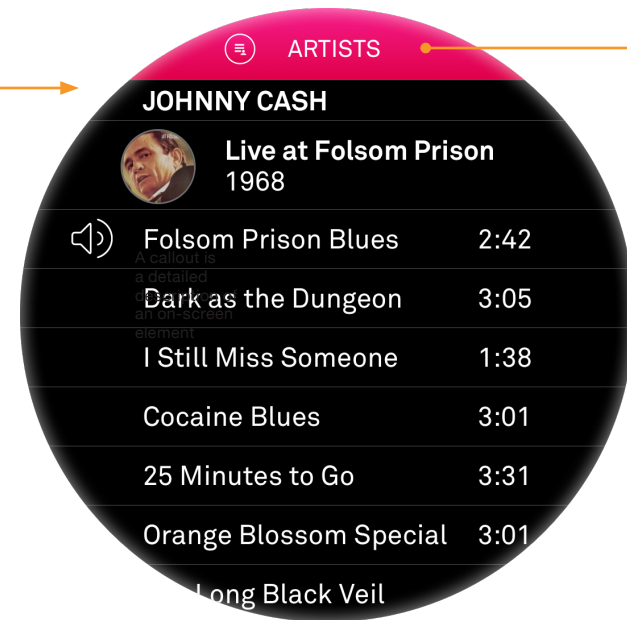 ARTISTS
JOHNNY CASH
Live at Folsom Prison
1968
Folsom Prison Blues 2:42
A callout is
a detailed
Dark as the Dungeon 3:05
an on-screen
element
I Still Miss Someone 1:38
Cocaine Blues 3:01
25 Minutes to Go 3:31
Orange Blossom Special 3:01
Long Black Veil